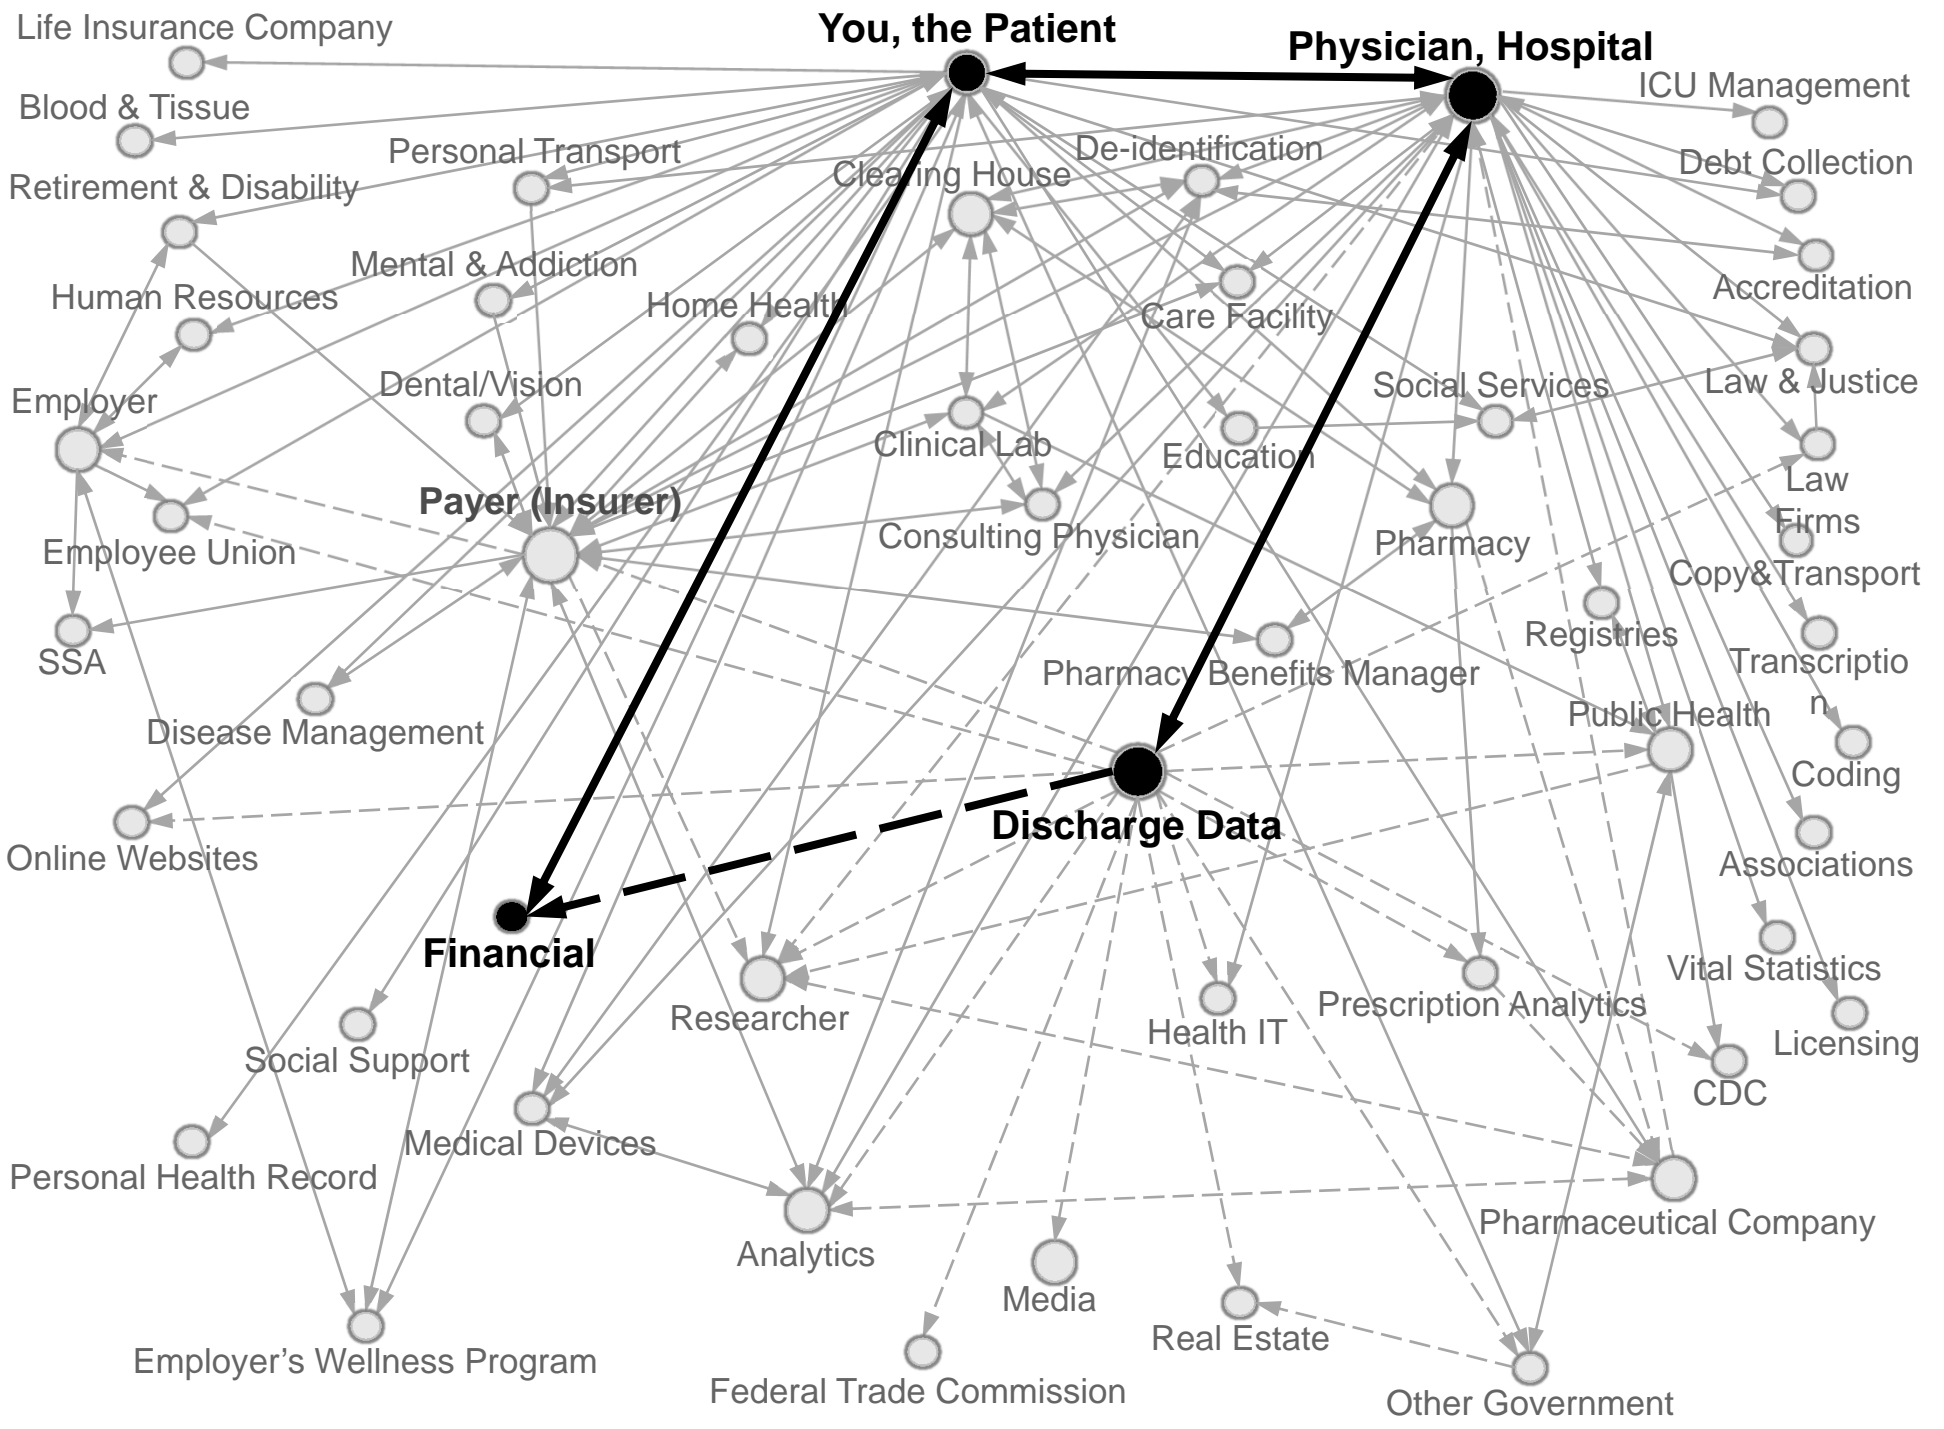 Life Insurance Company
You, the Patient
Physician, Hospital
ICU Management
Blood & Tissue
Personal Transport
De-identification
Debt Collection
Retirement & Disability
Clearing House
Mental & Addiction
Human Resources
Home Health
Care Facility
Accreditation
Employer
Dental/Vision
Social Services
Law & Justice
Clinical Lab
Education
Law
Firms
Payer (Insurer)
Employee Union
Consulting Physician
Pharmacy
Copy&Transport
SSA
Registries
Transcriptio
n
Pharmacy Benefits Manager
Disease Management
Public Health
Coding
Online Websites
Discharge Data
Associations
Financial
Vital Statistics
Researcher
Health IT
Prescription Analytics
Licensing
Social Support
CDC
Personal Health Record
Medical Devices
Analytics
Pharmaceutical Company
Media
Real Estate
Employer’s Wellness Program
Federal Trade Commission
Other Government